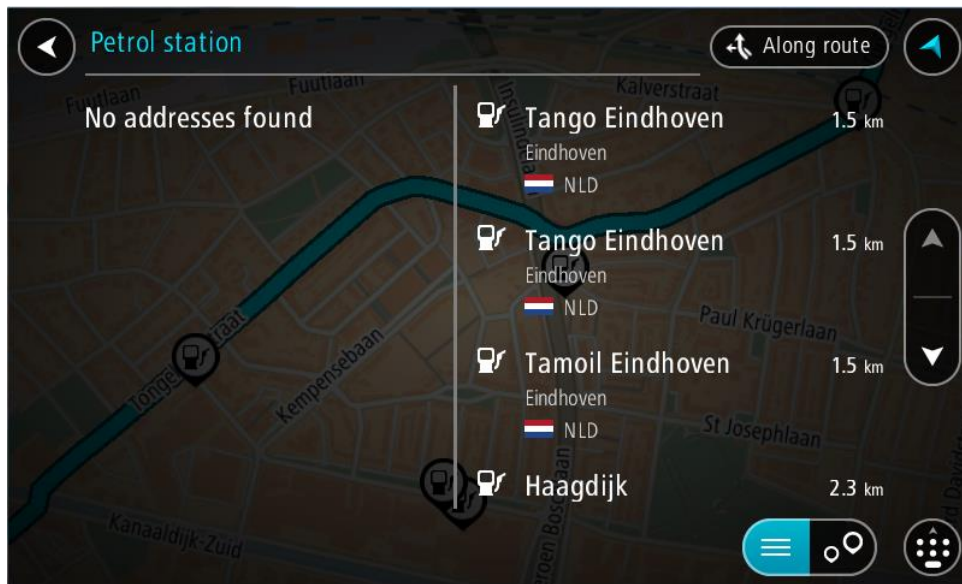 Petrol station
Along route
No addresses found
Tango Eindhoven 1.5 km
Eindhoven
NLD
Tango Eindhoven 1.5 km
Eindhoven
NLD
Tamoil Eindhoven 1.5 km
Eindhoven
NLD
Haagdijk 2.3 km
Fuutlaan
Fuutlaan
Kalverstraat
Paul Krügerlaan
Kempensebaan
St Josephlaan
Kanaaldijk-Zuid